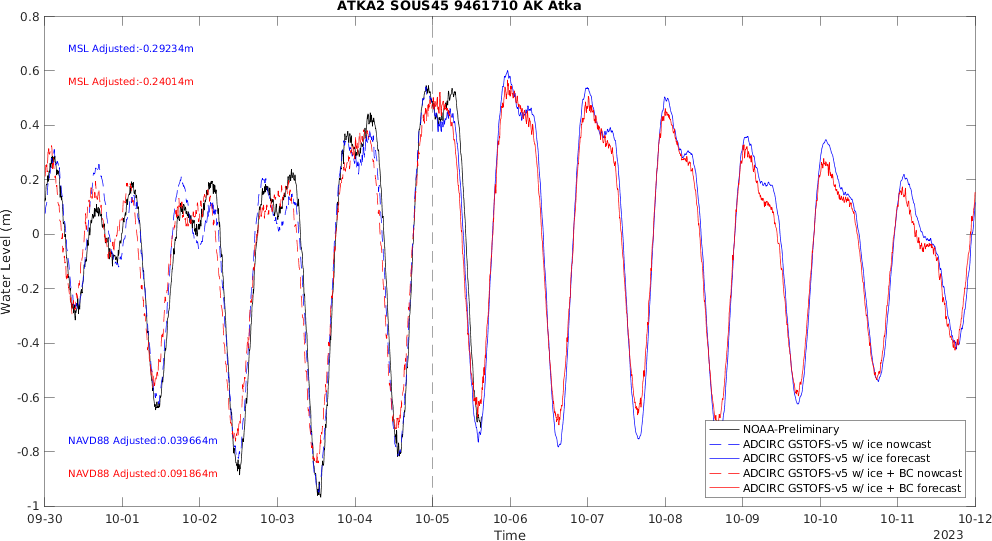 ATKA2 SOUS45 9461710 AK Atka
0.8
0.6
0.4
0.2
0
-0.2
-0.4
-0.6
-0.8
-1
Water Level (m)
MSL Adjusted:-0.29234m
MSL Adjusted:-0.24014m
NAVD88 Adjusted:0.039664m
NAVD88 Adjusted:0.091864m
NOAA-Preliminary
ADCIRC GSTOFS-v5 w/ ice nowcast
ADCIRC GSTOFS-v5 w/ ice forecast
ADCIRC GSTOFS-v5 w/ ice + BC nowcast
ADCIRC GSTOFS-v5 w/ ice + BC forecast
09-30 10-01 10-02 10-03 10-04 10-05 10-06 10-07 10-08 10-09 10-10 10-11 10-12
Time
2023